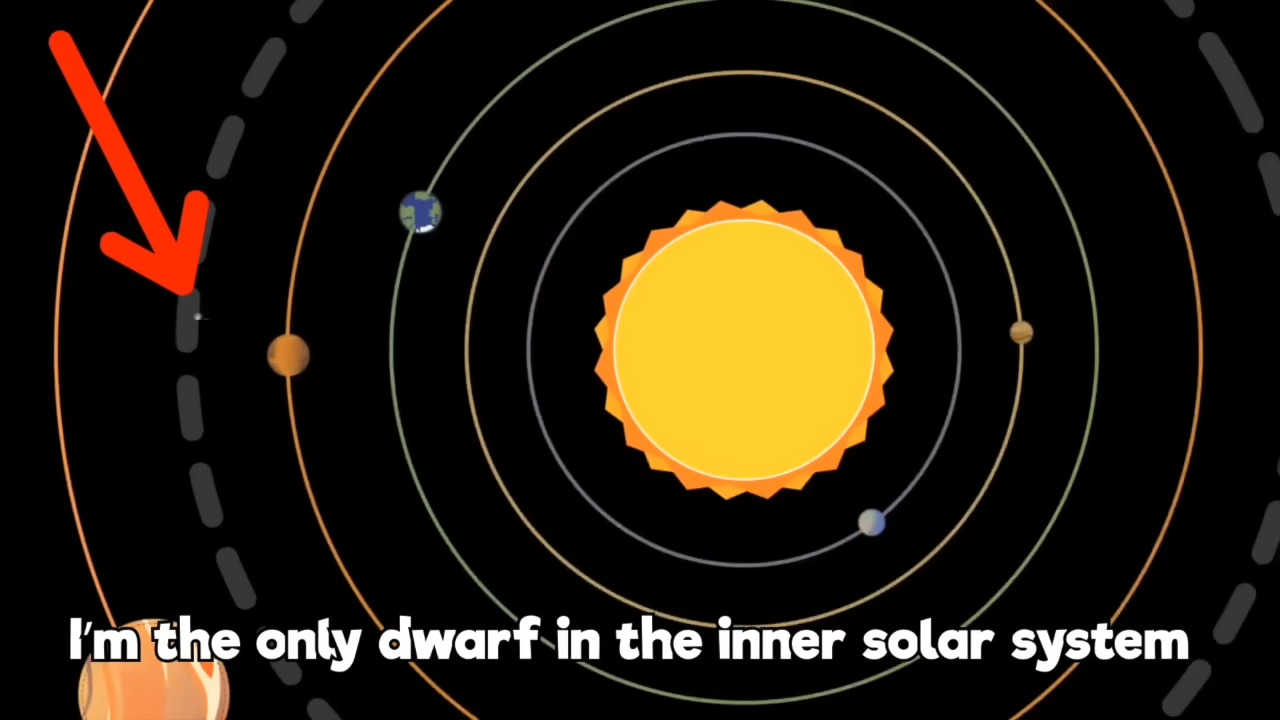 I'm the only dwarf in the inner solar system